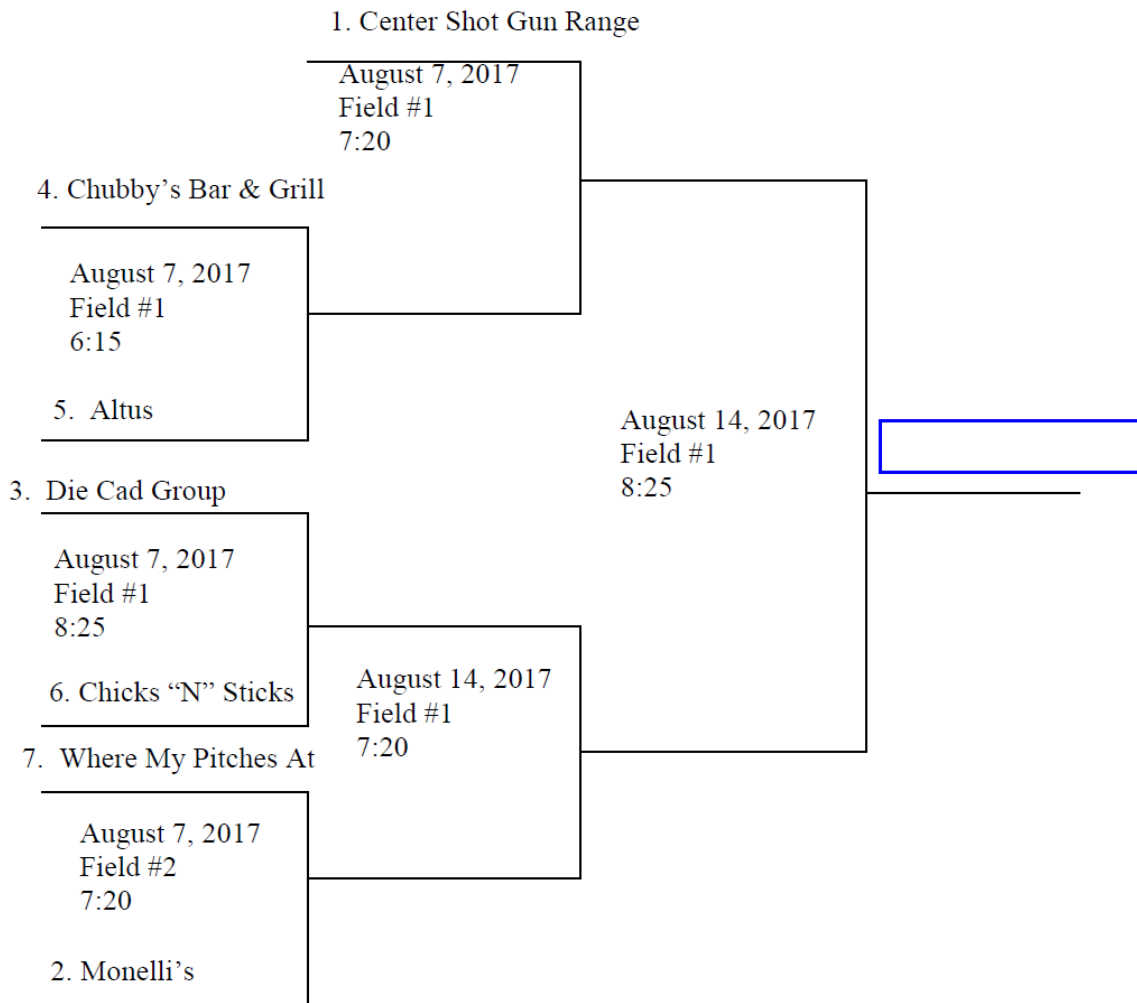 1. Center Shot Gun Range
August 7, 2017
Field #1
7:20
4. Chubby’s Bar & Grill
August 7, 2017
Field #1
6:15
5. Altus
August 14, 2017
Field #1
8:25
3. Die Cad Group
August 7, 2017
Field #1
8:25
6. Chicks “N” Sticks
August 14, 2017
Field #1
7:20
7. Where My Pitches At
August 7, 2017
Field #2
7:20
2. Monelli’s